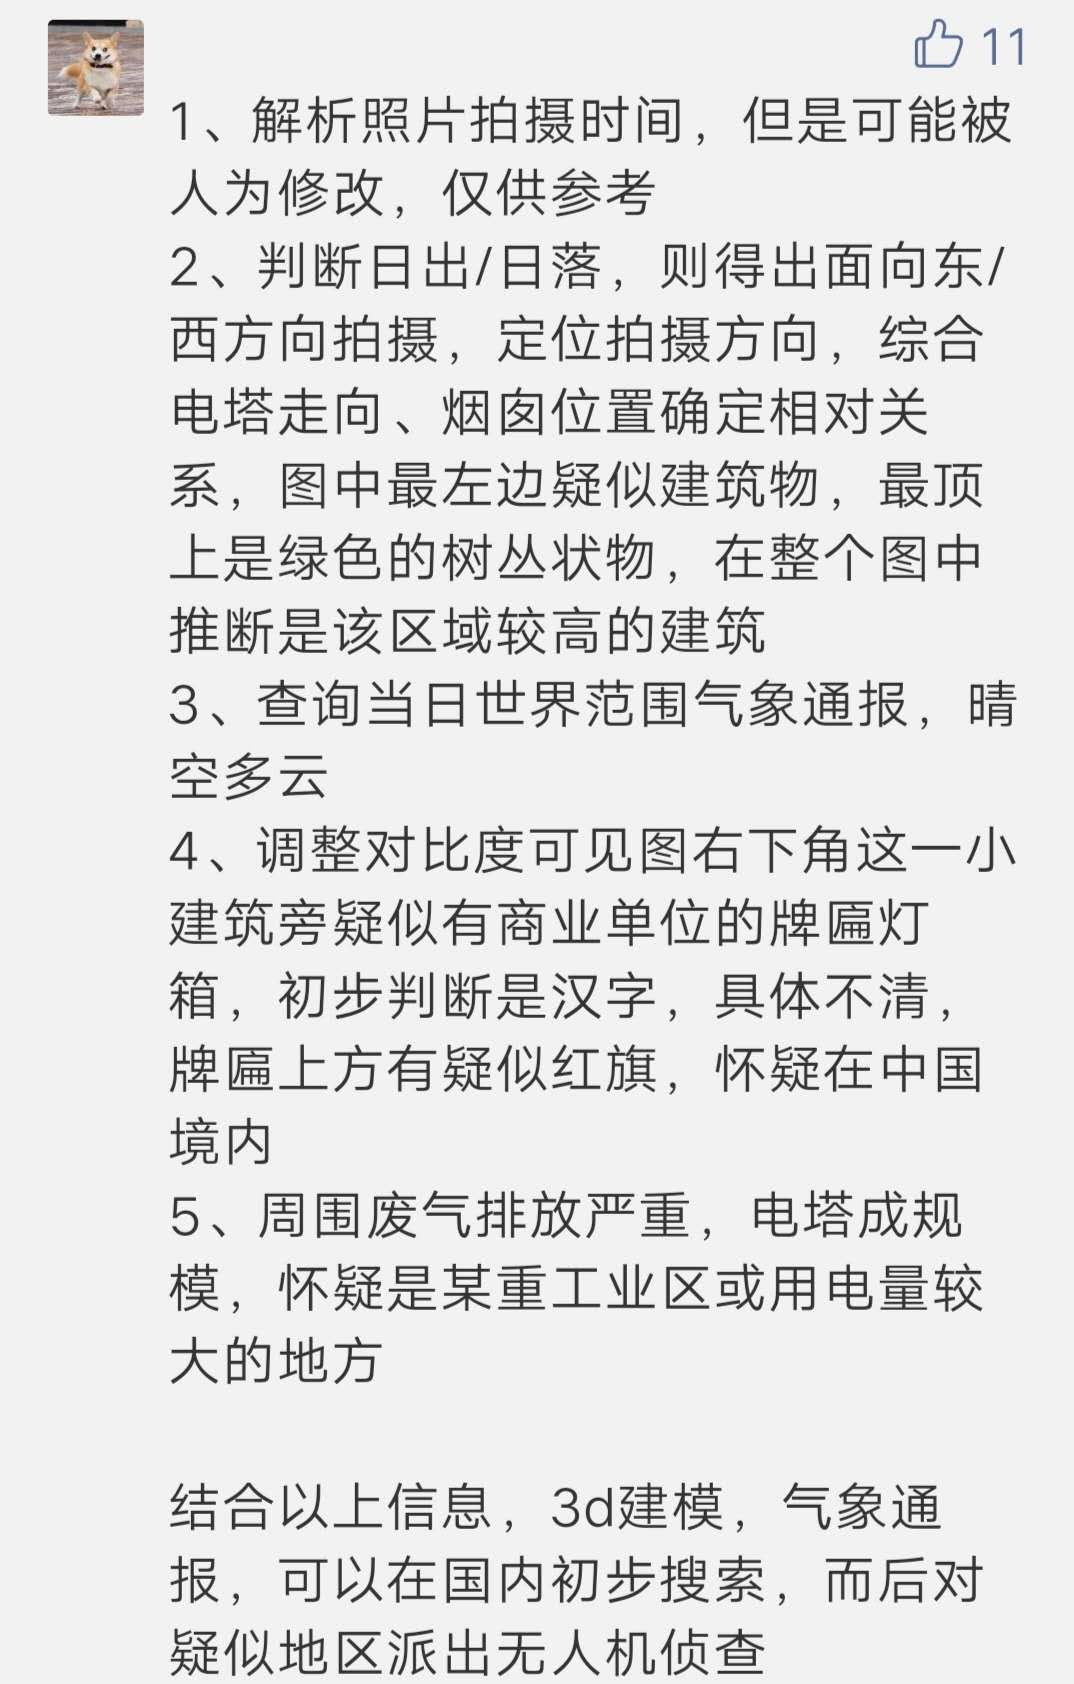 11
1、解析照片拍摄时间，但是可能被
人为修改，仅供参考
2、判断日出/日落，则得出面向东/
西方向拍摄，定位拍摄方向，综合
电塔走向、烟囱位置确定相对关
系，图中最左边疑似建筑物，最顶
上是绿色的树丛状物，在整个图中
推断是该区域较高的建筑
3、查询当日世界范围气象通报，晴
空多云
4、调整对比度可见图右下角这一小
建筑旁疑似有商业单位的牌匾灯
箱，初步判断是汉字，具体不清，
牌匾上方有疑似红旗，怀疑在中国
境内
5、周围废气排放严重，电塔成规
模，怀疑是某重工业区或用电量较
大的地方
结合以上信息，3d建模，气象通
报，可以在国内初步搜索，而后对
疑似地区派出无人机侦查